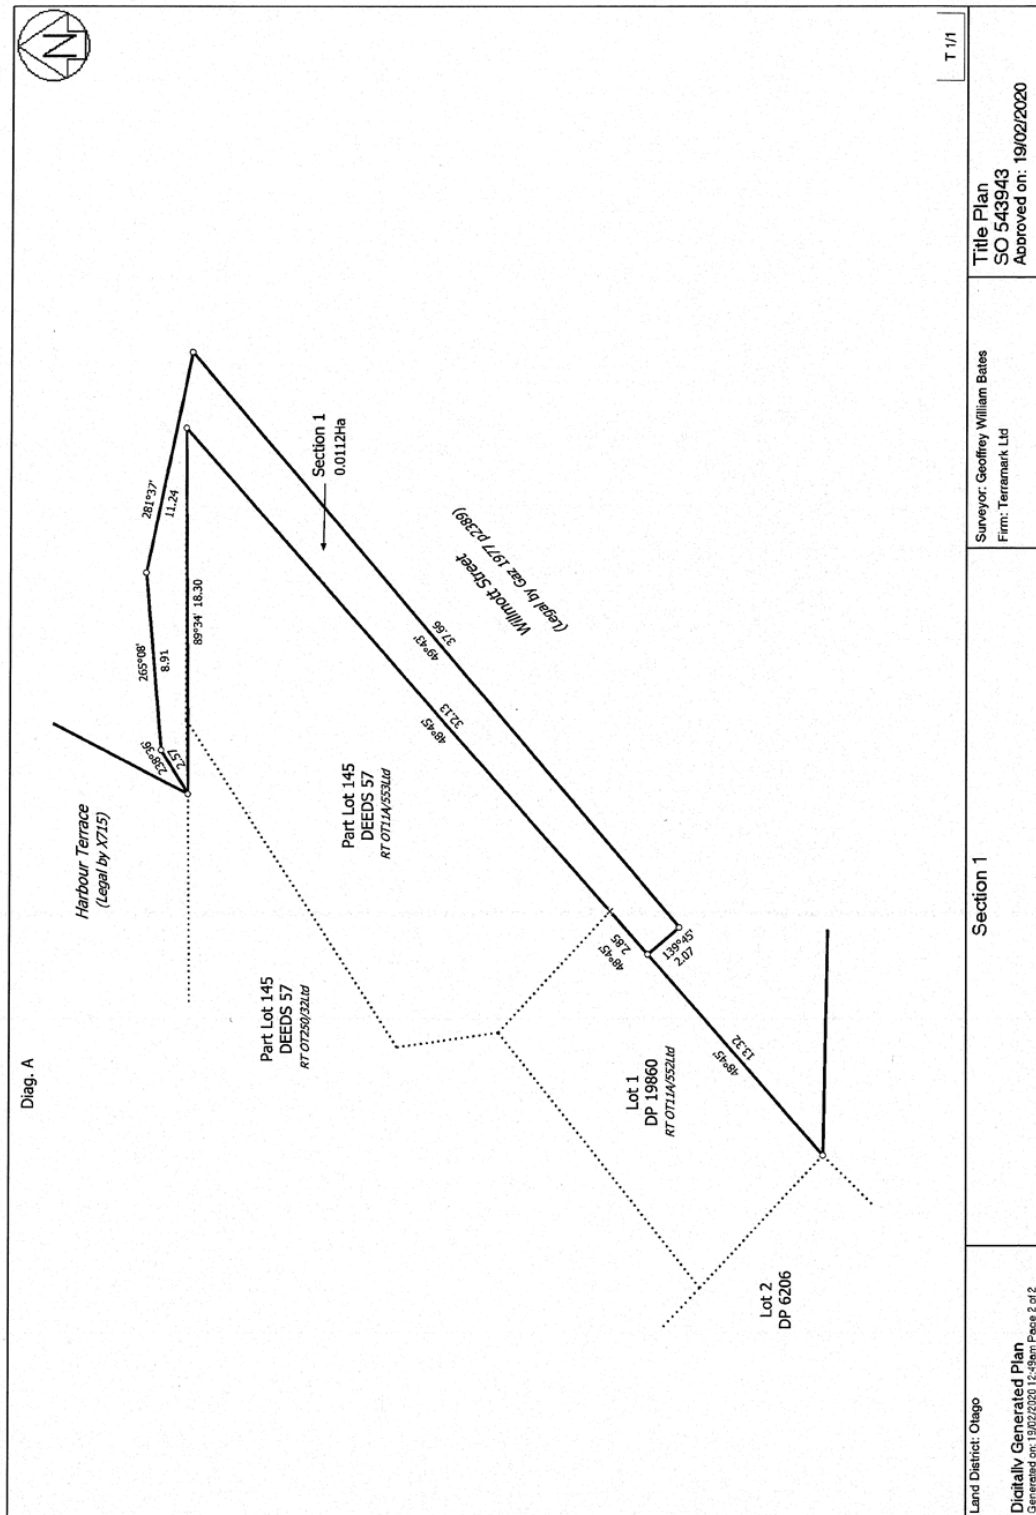 Diag. A
N
T 1/1
Harbour Terrace
(Legal by X715)
238°36'
2.57
265°08'
8.91
281°37'
11.24
89°34' 18.30
Section 1
0.0112Ha
Part Lot 145
DEEDS 57
RT OT250/32Ltd
Part Lot 145
DEEDS 57
RT OT11A/553Ltd
48°45'
32.13
49°43'
37.66
Willmott Street
(Legal by Gaz 1977 p2389)
48°45'
2.85
139°45'
2.07
Lot 1
DP 19860
RT OT11A/552Ltd
48°45'
13.32
Lot 2
DP 6206
Land District: Otago
Digitally Generated Plan
Generated on: 19/02/2020 12:49am Page 2 of 2
Section 1
Surveyor: Geoffrey William Bates
Firm: Terramark Ltd
Title Plan
SO 543943
Approved on: 19/02/2020